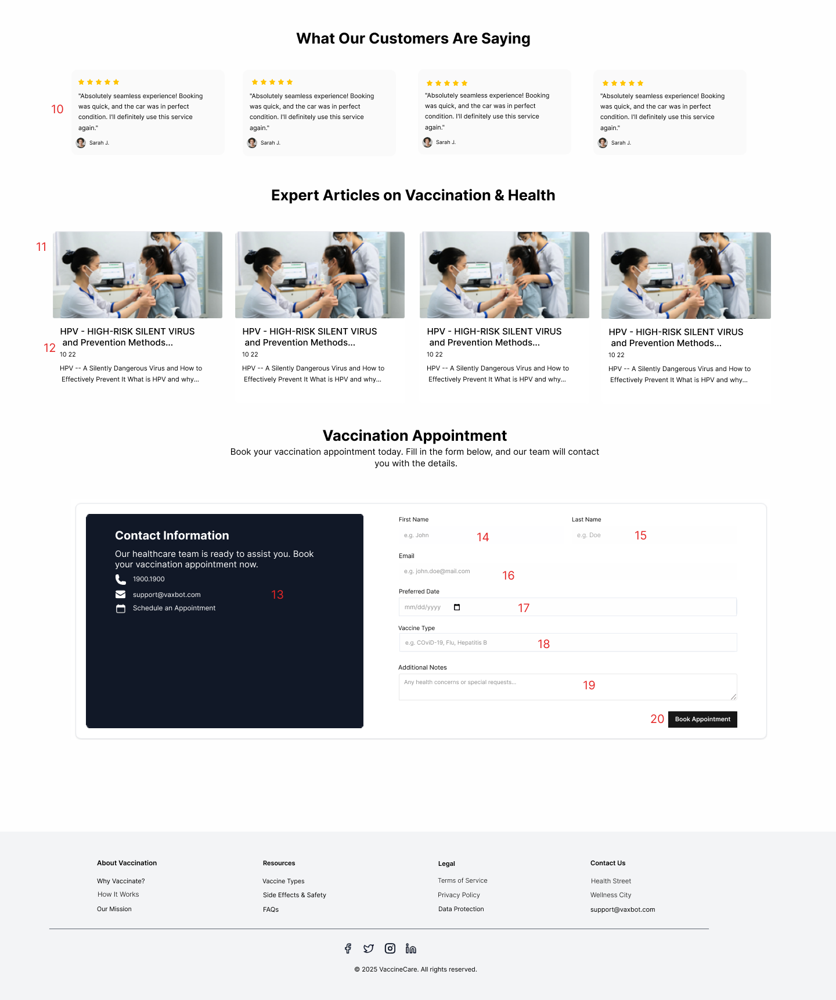 What Our Customers Are Saying
10
"Absolutely seamless experience! Booking
was quick, and the car was in perfect
condition. I'll definitely use this service
again."
Sarah J.
"Absolutely seamless experience! Booking
was quick, and the car was in perfect
condition. I'll definitely use this service
again."
Sarah J.
"Absolutely seamless experience! Booking
was quick, and the car was in perfect
condition. I'll definitely use this service
again."
Sarah J.
"Absolutely seamless experience! Booking
was quick, and the car was in perfect
condition. I'll definitely use this service
again."
Sarah J.
Expert Articles on Vaccination & Health
11
12
HPV - HIGH-RISK SILENT VIRUS
and Prevention Methods...
10 22
HPV -- A Silently Dangerous Virus and How to
Effectively Prevent It What is HPV and why...
HPV - HIGH-RISK SILENT VIRUS
and Prevention Methods...
10 22
HPV -- A Silently Dangerous Virus and How to
Effectively Prevent It What is HPV and why...
HPV - HIGH-RISK SILENT VIRUS
and Prevention Methods...
10 22
HPV -- A Silently Dangerous Virus and How to
Effectively Prevent It What is HPV and why...
HPV - HIGH-RISK SILENT VIRUS
and Prevention Methods...
10 22
HPV -- A Silently Dangerous Virus and How to
Effectively Prevent It What is HPV and why...
Vaccination Appointment
Book your vaccination appointment today. Fill in the form below, and our team will contact
you with the details.
Contact Information
Our healthcare team is ready to assist you. Book
your vaccination appointment now.
1900.1900
support@vaxbot.com
13
Schedule an Appointment
First Name
e.g. John
14
Last Name
e.g. Doe
15
Email
e.g. john.doe@mail.com
16
Preferred Date
mm/dd/yyyy
17
Vaccine Type
e.g. COviD-19, Flu, Hepatitis B
18
Additional Notes
Any health concerns or special requests...
19
20
Book Appointment
About Vaccination
Why Vaccinate?
How It Works
Our Mission
Resources
Vaccine Types
Side Effects & Safety
FAQs
Legal
Terms of Service
Privacy Policy
Data Protection
Contact Us
Health Street
Wellness City
support@vaxbot.com
© 2025 VaccineCare. All rights reserved.